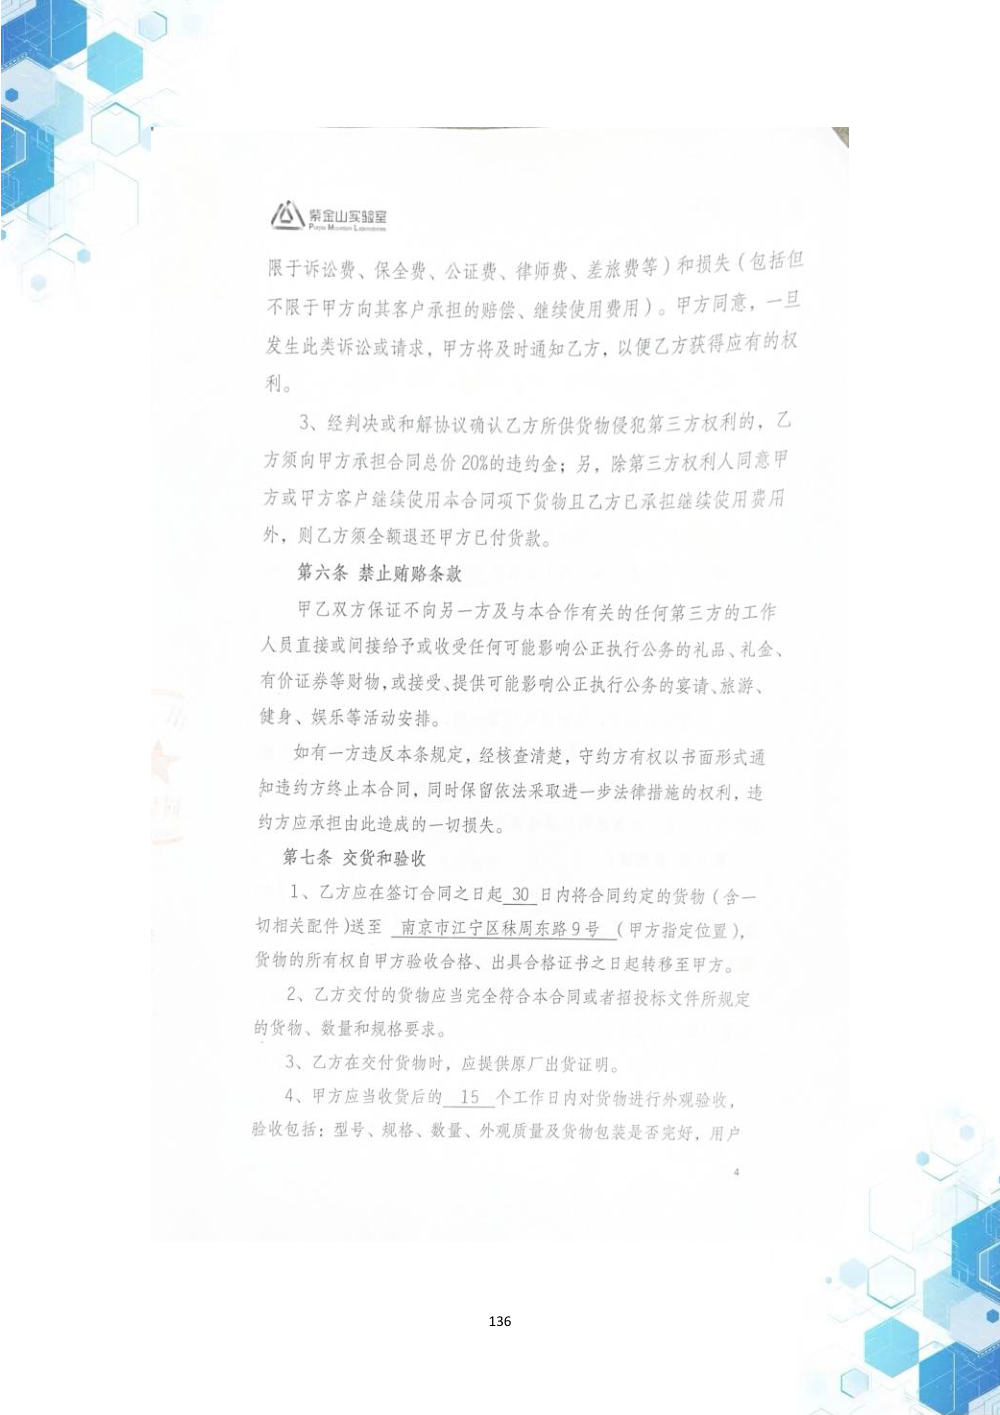 紫金山实验室
Purple Mountain Laboratories
限于诉讼费、保全费、公证费、律师费、差旅费等）和损失（包括但
不限于甲方向其客户承担的赔偿、继续使用费用）。甲方同意，一旦
发生此类诉讼或请求，甲方将及时通知乙方，以便乙方获得应有的权
利。
3、经判决或和解协议确认乙方所供货物侵犯第三方权利的，乙
方须向甲方承担合同总价 20%的违约金；另，除第三方权利人同意甲
方或甲方客户继续使用本合同项下货物且乙方已承担继续使用费用
外，则乙方须全额退还甲方已付货款。
第六条 禁止贿赂条款
甲乙双方保证不向另一方及与本合作有关的任何第三方的工作
人员直接或间接给予或收受任何可能影响公正执行公务的礼品、礼金、
有价证券等财物,或接受、提供可能影响公正执行公务的宴请、旅游、
健身、娱乐等活动安排。
如有一方违反本条规定，经核查清楚，守约方有权以书面形式通
知违约方终止本合同，同时保留依法采取进一步法律措施的权利，违
约方应承担由此造成的一切损失。
第七条 交货和验收
1、乙方应在签订合同之日起 30 日内将合同约定的货物（含一
切相关配件)送至 南京市江宁区秣周东路9号 （甲方指定位置），
货物的所有权自甲方验收合格、出具合格证书之日起转移至甲方。
2、乙方交付的货物应当完全符合本合同或者招投标文件所规定
的货物、数量和规格要求。
3、乙方在交付货物时，应提供原厂出货证明。
4、甲方应当收货后的 15 个工作日内对货物进行外观验收，
验收包括：型号、规格、数量、外观质量及货物包装是否完好，用户
4
136